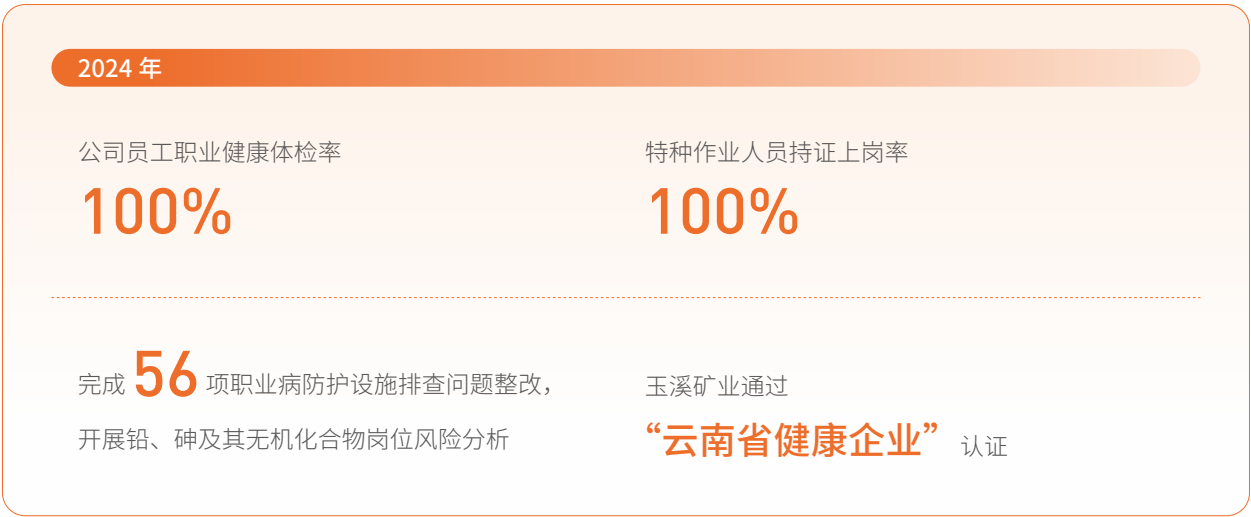 2024 年
公司员工职业健康体检率
100%
特种作业人员持证上岗率
100%
完成 56 项职业病防护设施排查问题整改，
开展铅、砷及其无机化合物岗位风险分析
玉溪矿业通过
“云南省健康企业” 认证